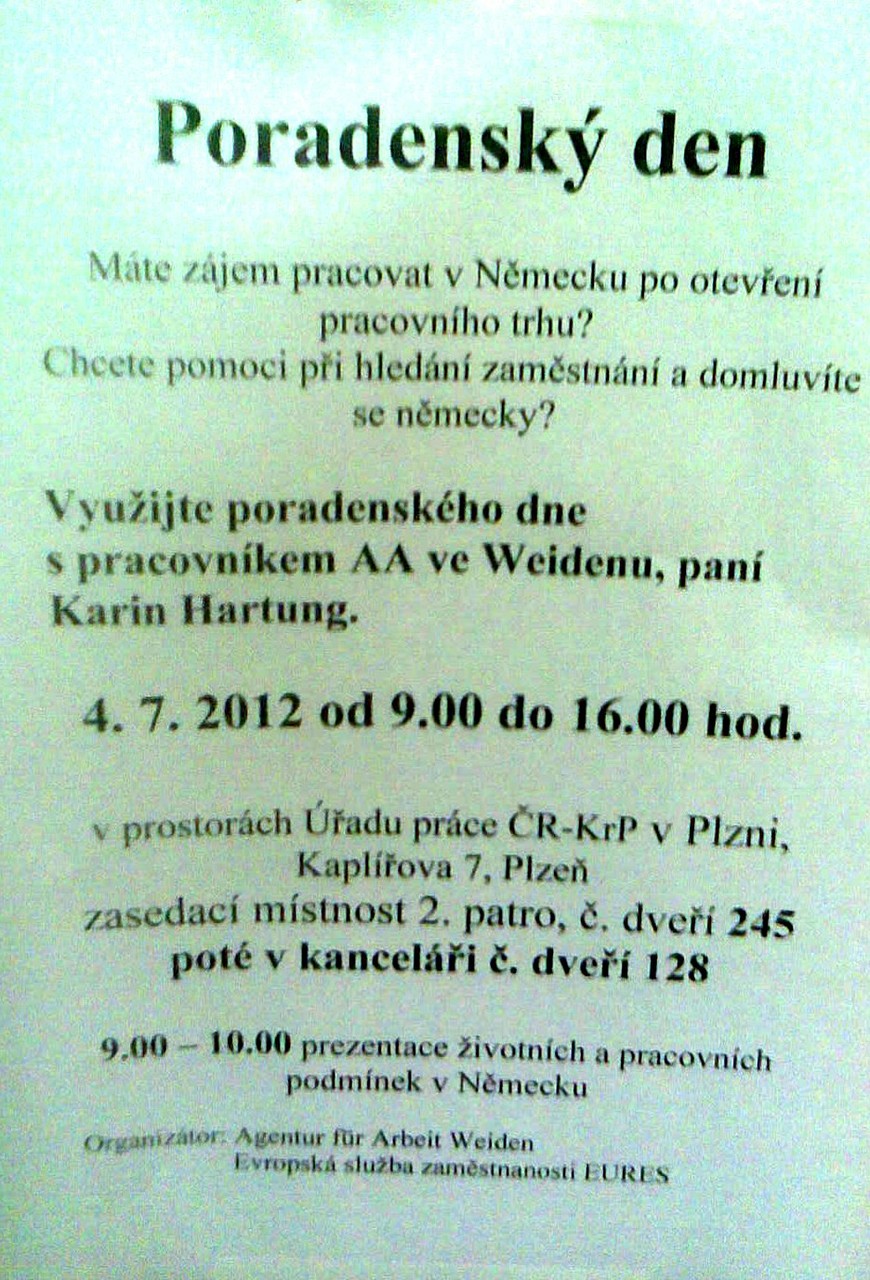 Poradenský den
Máte zájem pracovat v Německu po otevření
pracovního trhu?
Chcete pomoci při hledání zaměstnání a domluvíte
se německy?
Využijte poradenského dne
s pracovníkem AA ve Weidenu, paní
Karin Hartung.
4. 7. 2012 od 9.00 do 16.00 hod.
v prostorách Úřadu práce ČR-KrP v Plzni,
Kaplířova 7, Plzeň
zasedací místnost 2. patro, č. dveří 245
poté v kanceláři č. dveří 128
9.00 – 10.00 prezentace životních a pracovních
podmínek v Německu
Organizátor: Agentur für Arbeit Weiden
Evropská služba zaměstnanosti EURES